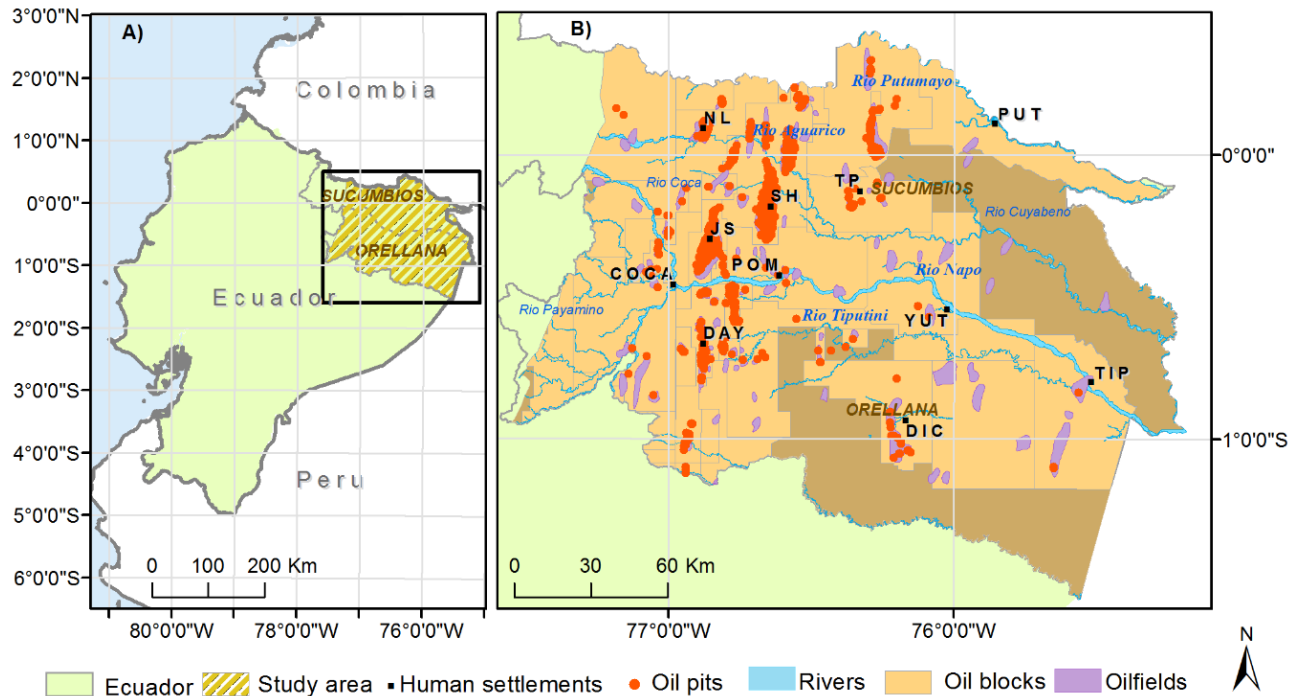 3°0'0"N
2°0'0"N
1°0'0"N
0°0'0"
1°0'0"S
2°0'0"S
3°0'0"S
4°0'0"S
5°0'0"S
6°0'0"S
A)
Colombia
SUCUMBIOS
ORELLANA
Ecuador
Peru
0 100 200 Km
80°0'0"W 78°0'0"W 76°0'0"W
B)
Rio Putumayo
PUT
NL
Rio Aguarico
0°0'0"
Rio Coca
TP
SUCUMBIOS
SH
Rio Cuyabeno
JS
POM
COCA
Rio Napo
Rio Payamino
Rio Tiputini
YUT
DAY
TIP
ORELLANA
DIC
1°0'0"S
0 30 60 Km
77°0'0"W 76°0'0"W
N
Ecuador Study area Human settlements Oil pits Rivers Oil blocks Oilfields